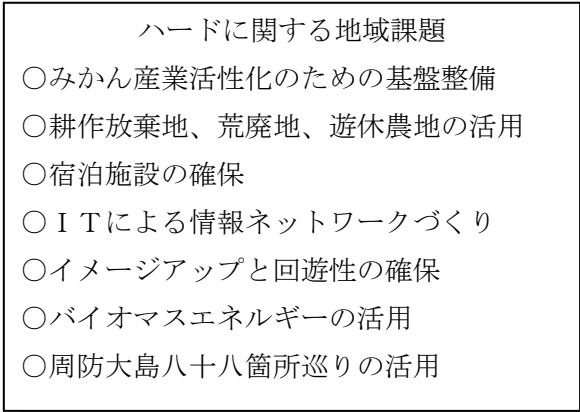 ハードに関する地域課題
○みかん産業活性化のための基盤整備
○耕作放棄地、荒廃地、遊休農地の活用
○宿泊施設の確保
○ＩＴによる情報ネットワークづくり
○イメージアップと回遊性の確保
○バイオマスエネルギーの活用
○周防大島八十八箇所巡りの活用